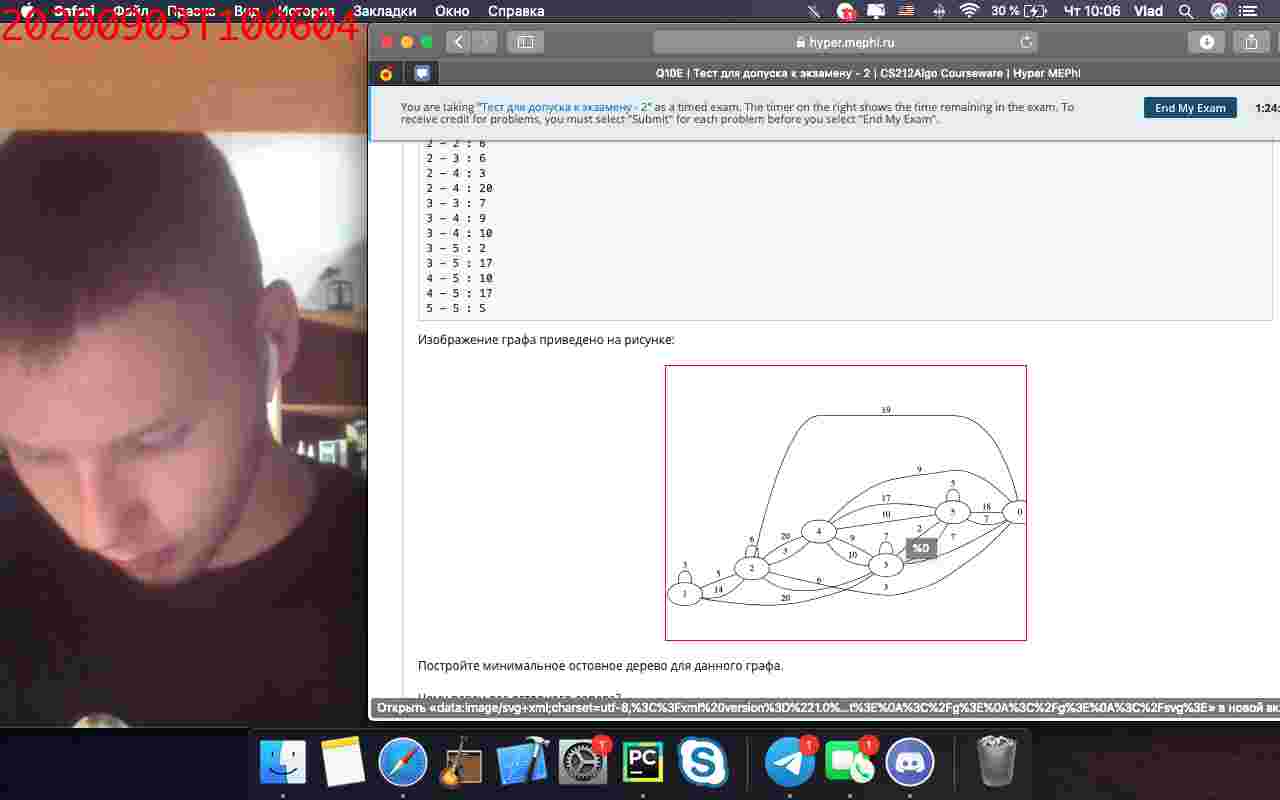 Safari Файл Правка Вид История Закладки Окно Справка 30 % Чт 10:06 Vlad
20200903T100604
hyper.mephi.ru
Q10E | Тест для допуска к экзамену - 2 | CS212Algo Courseware | Hyper MEPhI
You are taking "Тест для допуска к экзамену - 2" as a timed exam. The timer on the right shows the time remaining in the exam. To
receive credit for problems, you must select "Submit" for each problem before you select "End My Exam".
End My Exam
1:24:
2 - 2 : 6
2 - 3 : 6
2 - 4 : 3
2 - 4 : 20
3 - 3 : 7
3 - 4 : 9
3 - 4 : 10
3 - 5 : 2
3 - 5 : 17
4 - 5 : 10
4 - 5 : 17
5 - 5 : 5
Изображение графа приведено на рисунке:
19
9
5
17
18
10
5
0
7
6
20
4
9
7
2
7
3
10
%0
3
5
2
3
6
14
1
20
3
Постройте минимальное остовное дерево для данного графа.
Открыть «data:image/svg+xml;charset=utf-8,%3C%3Fxml%20version%3D%221.0%...t%3E%0A%3C%2Fg%3E%0A%3C%2Fg%3E%0A%3C%2Fsvg%3E» в новой вк
1
PC
1
1